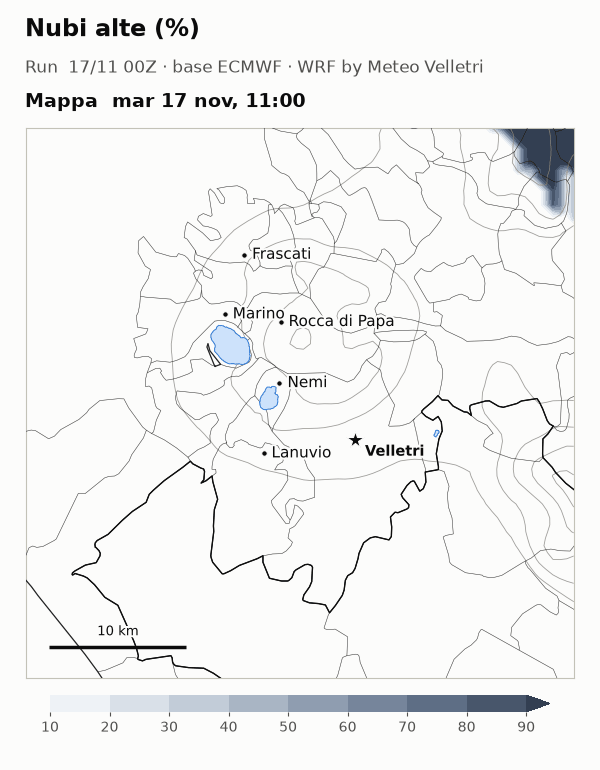 Nubi alte (%)
Run  17/11 00Z · base ECMWF · WRF by Meteo Velletri
Mappa  mar 17 nov, 11:00
Frascati
Marino
Rocca di Papa
Nemi
Velletri
Lanuvio
10 km
10 20 30 40 50 60 70 80 90